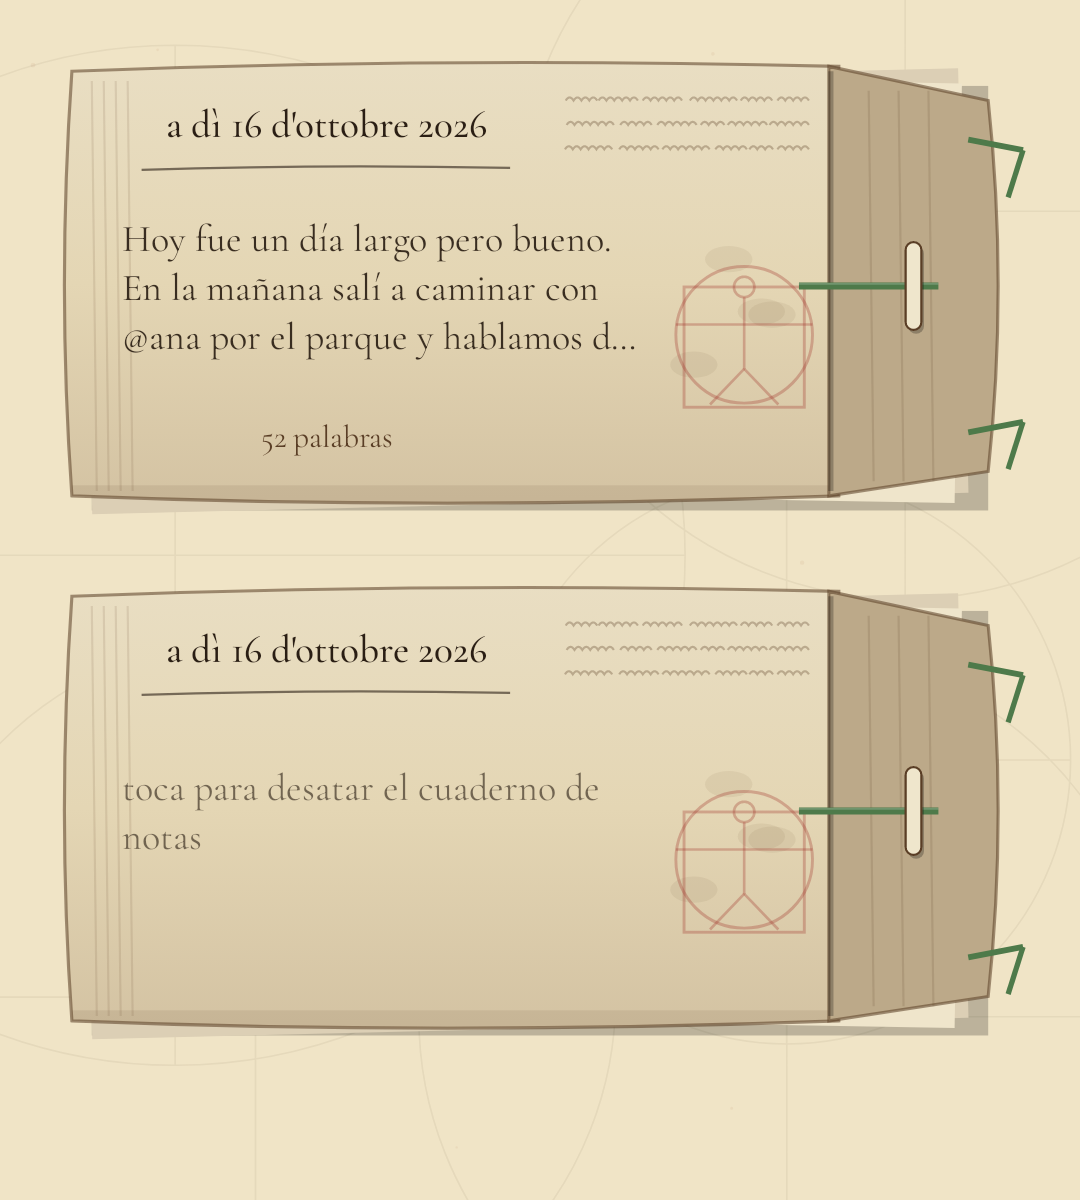 a dì 16 d'ottobre 2026
Hoy fue un día largo pero bueno.
En la mañana salí a caminar con
@ana por el parque y hablamos d...
52 palabras
a dì 16 d'ottobre 2026
toca para desatar el cuaderno de
notas